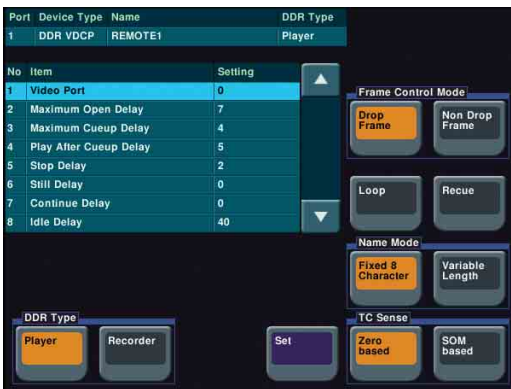 Port Device Type Name DDR Type
1 DDR VDCP REMOTE1 Player
No Item Setting
1 Video Port 0
2 Maximum Open Delay 7
3 Maximum Cueup Delay 4
4 Play After Cueup Delay 5
5 Stop Delay 2
6 Still Delay 0
7 Continue Delay 0
8 Idle Delay 40
Frame Control Mode
Drop Frame
Non Drop Frame
Loop
Recue
Name Mode
Fixed 8 Character
Variable Length
DDR Type
Player
Recorder
Set
TC Sense
Zero based
SOM based